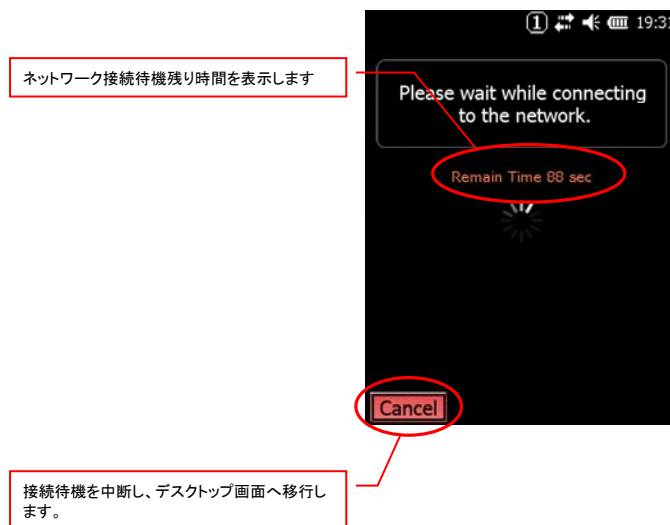 1 19:31
ネットワーク接続待機残り時間を表示します
Please wait while connecting
to the network.
Remain Time 88 sec
Cancel
接続待機を中断し、デスクトップ画面へ移行し
ます。